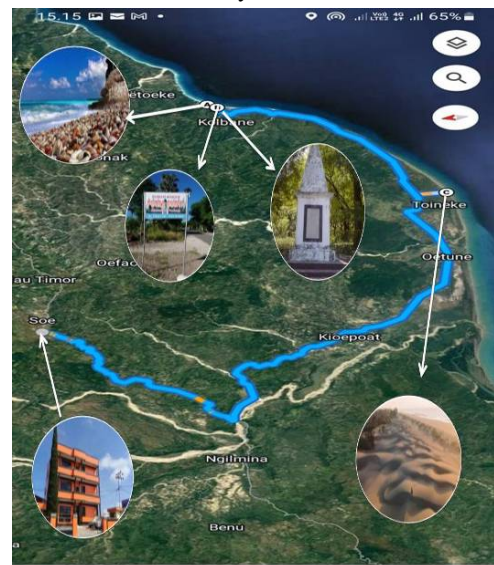 15.15
65%
etoeke
A
Kolbane
onak
Toineke
Oefac
Oetune
au Timor
Soe
Kioepoat
Ngilmina
Benu
a